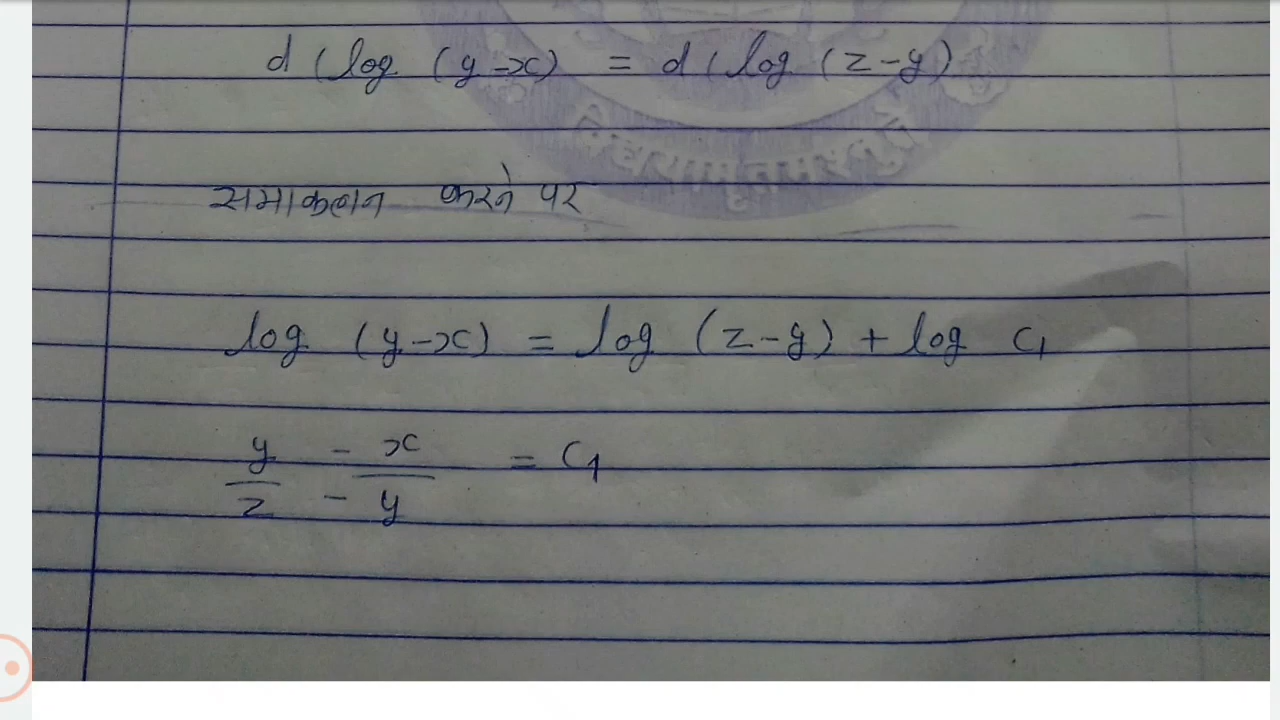 d (log (y-x) = d (log (z-y)
समाकलन करने पर
log (y-x) = log (z-y) + log c₁
y - x = c₁
z - y